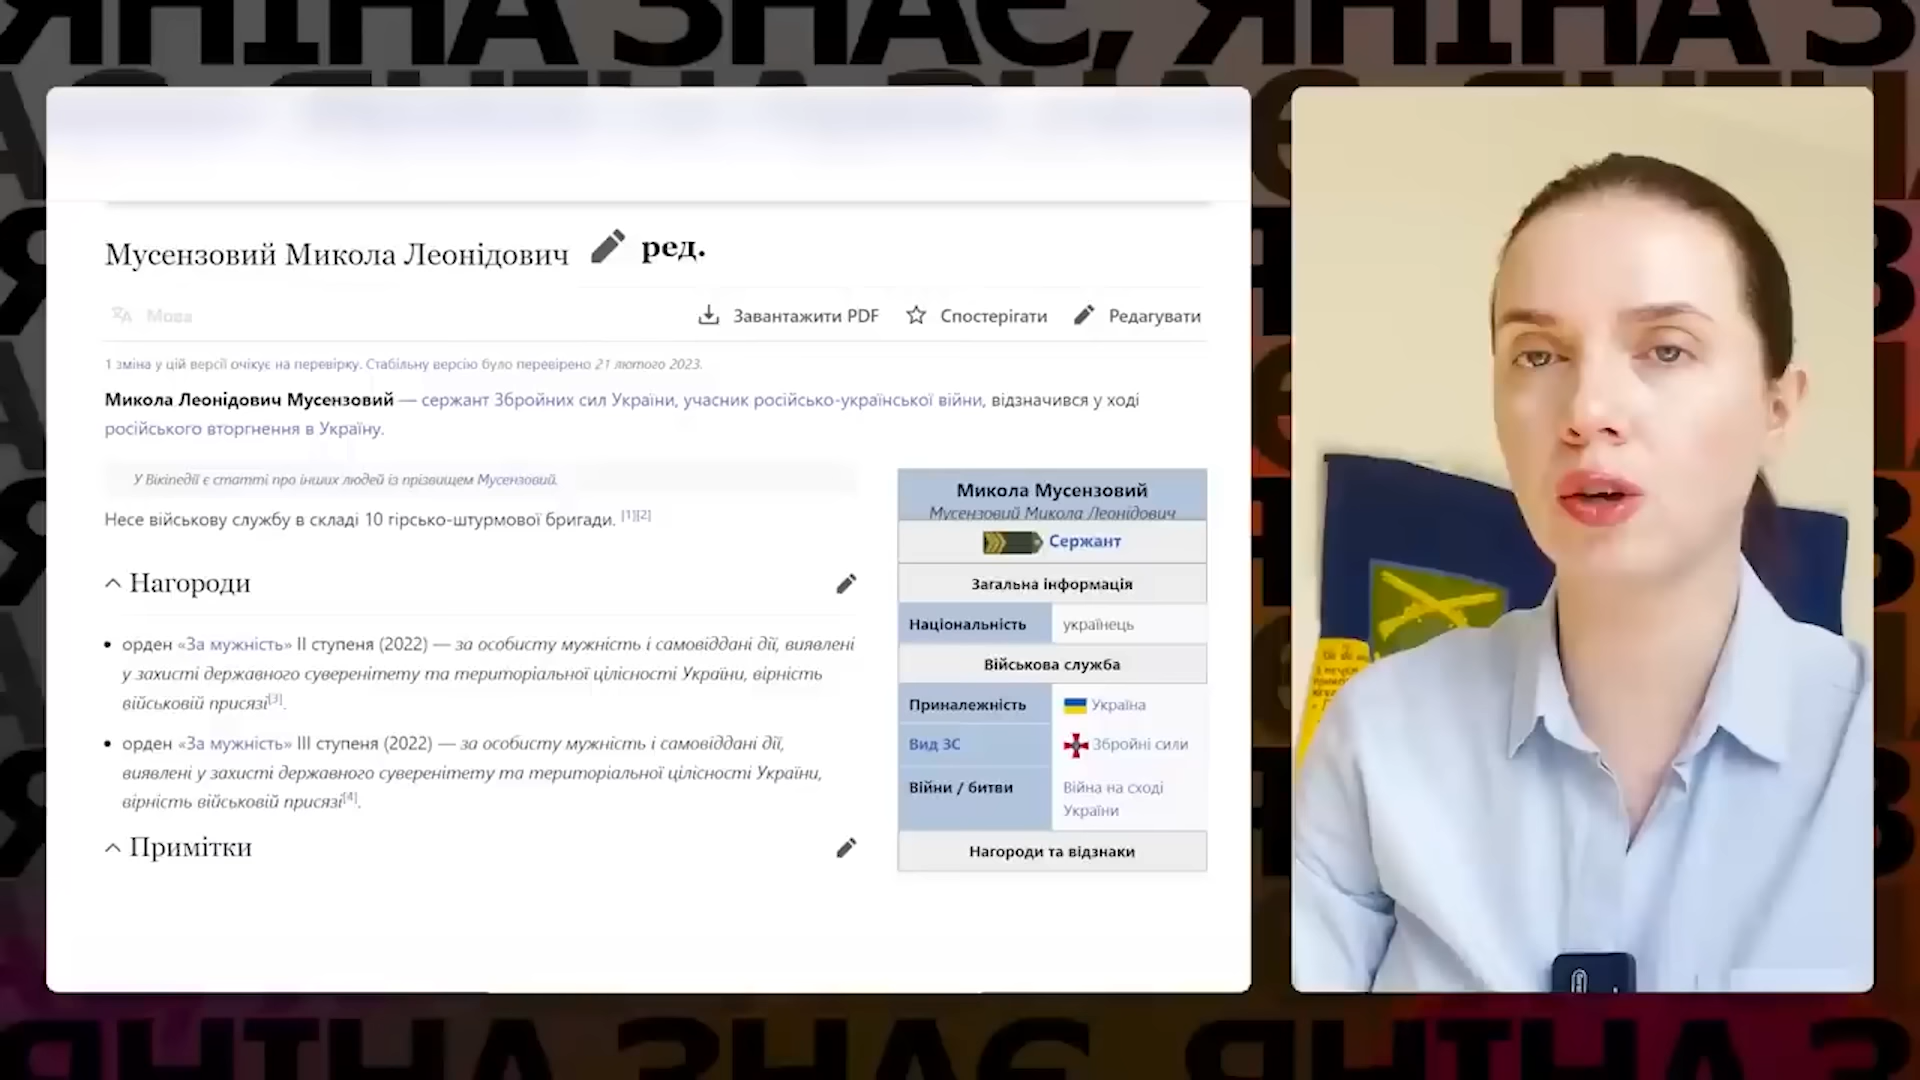 ЯНІНА ЗНАЄ, ЯНІНА З
Мусензовий Микола Леонідович ред.
Мова
Завантажити PDF Спостерігати Редагувати
1 зміна у цій версії очікує на перевірку. Стабільну версію було перевірено 21 лютого 2023.
Микола Леонідович Мусензовий — сержант Збройних сил України, учасник російсько-української війни, відзначився у ході
російського вторгнення в Україну.
У Вікіпедії є статті про інших людей із прізвищем Мусензовий.
Несе військову службу в складі 10 гірсько-штурмової бригади. [1][2]
Нагороди
• орден «За мужність» II ступеня (2022) — за особисту мужність і самовіддані дії, виявлені
у захисті державного суверенітету та територіальної цілісності України, вірність
військовій присязі[3].
• орден «За мужність» III ступеня (2022) — за особисту мужність і самовіддані дії,
виявлені у захисті державного суверенітету та територіальної цілісності України,
вірність військовій присязі[4].
Примітки
Микола Мусензовий
Мусензовий Микола Леонідович
Сержант
Загальна інформація
Національність українець
Військова служба
Приналежність Україна
Вид ЗС Збройні сили
Війни / битви Війна на сході
України
Нагороди та відзнаки
ЯНІНА ЗНАЄ, ЯНІНА З